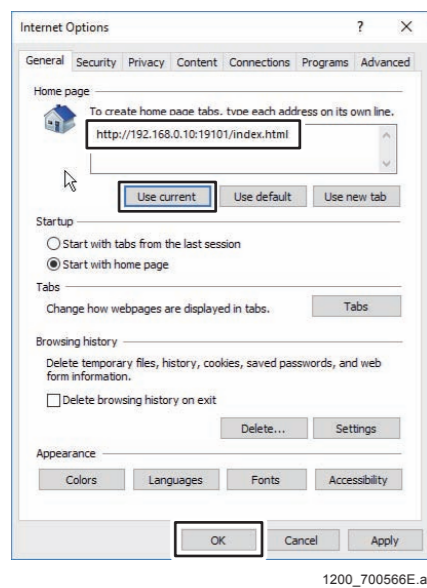 Internet Options ? ×
General Security Privacy Content Connections Programs Advanced
Home page
To create home page tabs, type each address on its own line.
http://192.168.0.10:19101/index.html
Use current Use default Use new tab
Startup
Start with tabs from the last session
Start with home page
Tabs
Change how webpages are displayed in tabs. Tabs
Browsing history
Delete temporary files, history, cookies, saved passwords, and web
form information.
Delete browsing history on exit
Delete... Settings
Appearance
Colors Languages Fonts Accessibility
OK Cancel Apply
1200_700566E.a